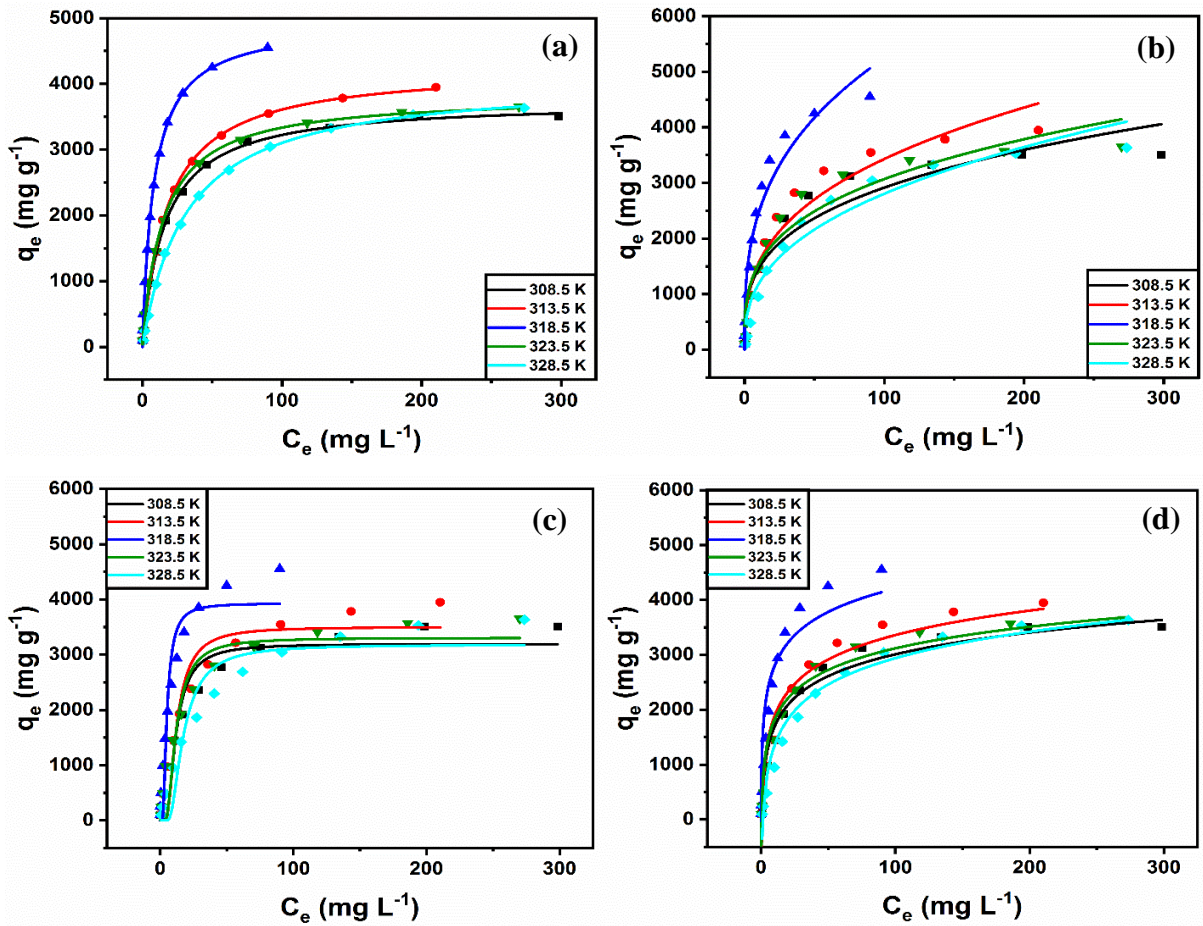 (a)
5000
4000
3000
2000
1000
0
qₑ (mg g⁻¹)
308.5 K
313.5 K
318.5 K
323.5 K
328.5 K
0 100 200 300
Cₑ (mg L⁻¹)
(b)
6000
5000
4000
3000
2000
1000
0
qₑ (mg g⁻¹)
308.5 K
313.5 K
318.5 K
323.5 K
328.5 K
0 100 200 300
Cₑ (mg L⁻¹)
(c)
6000
5000
4000
3000
2000
1000
0
qₑ (mg g⁻¹)
308.5 K
313.5 K
318.5 K
323.5 K
328.5 K
0 100 200 300
Cₑ (mg L⁻¹)
(d)
6000
5000
4000
3000
2000
1000
0
qₑ (mg g⁻¹)
308.5 K
313.5 K
318.5 K
323.5 K
328.5 K
0 100 200 300
Cₑ (mg L⁻¹)